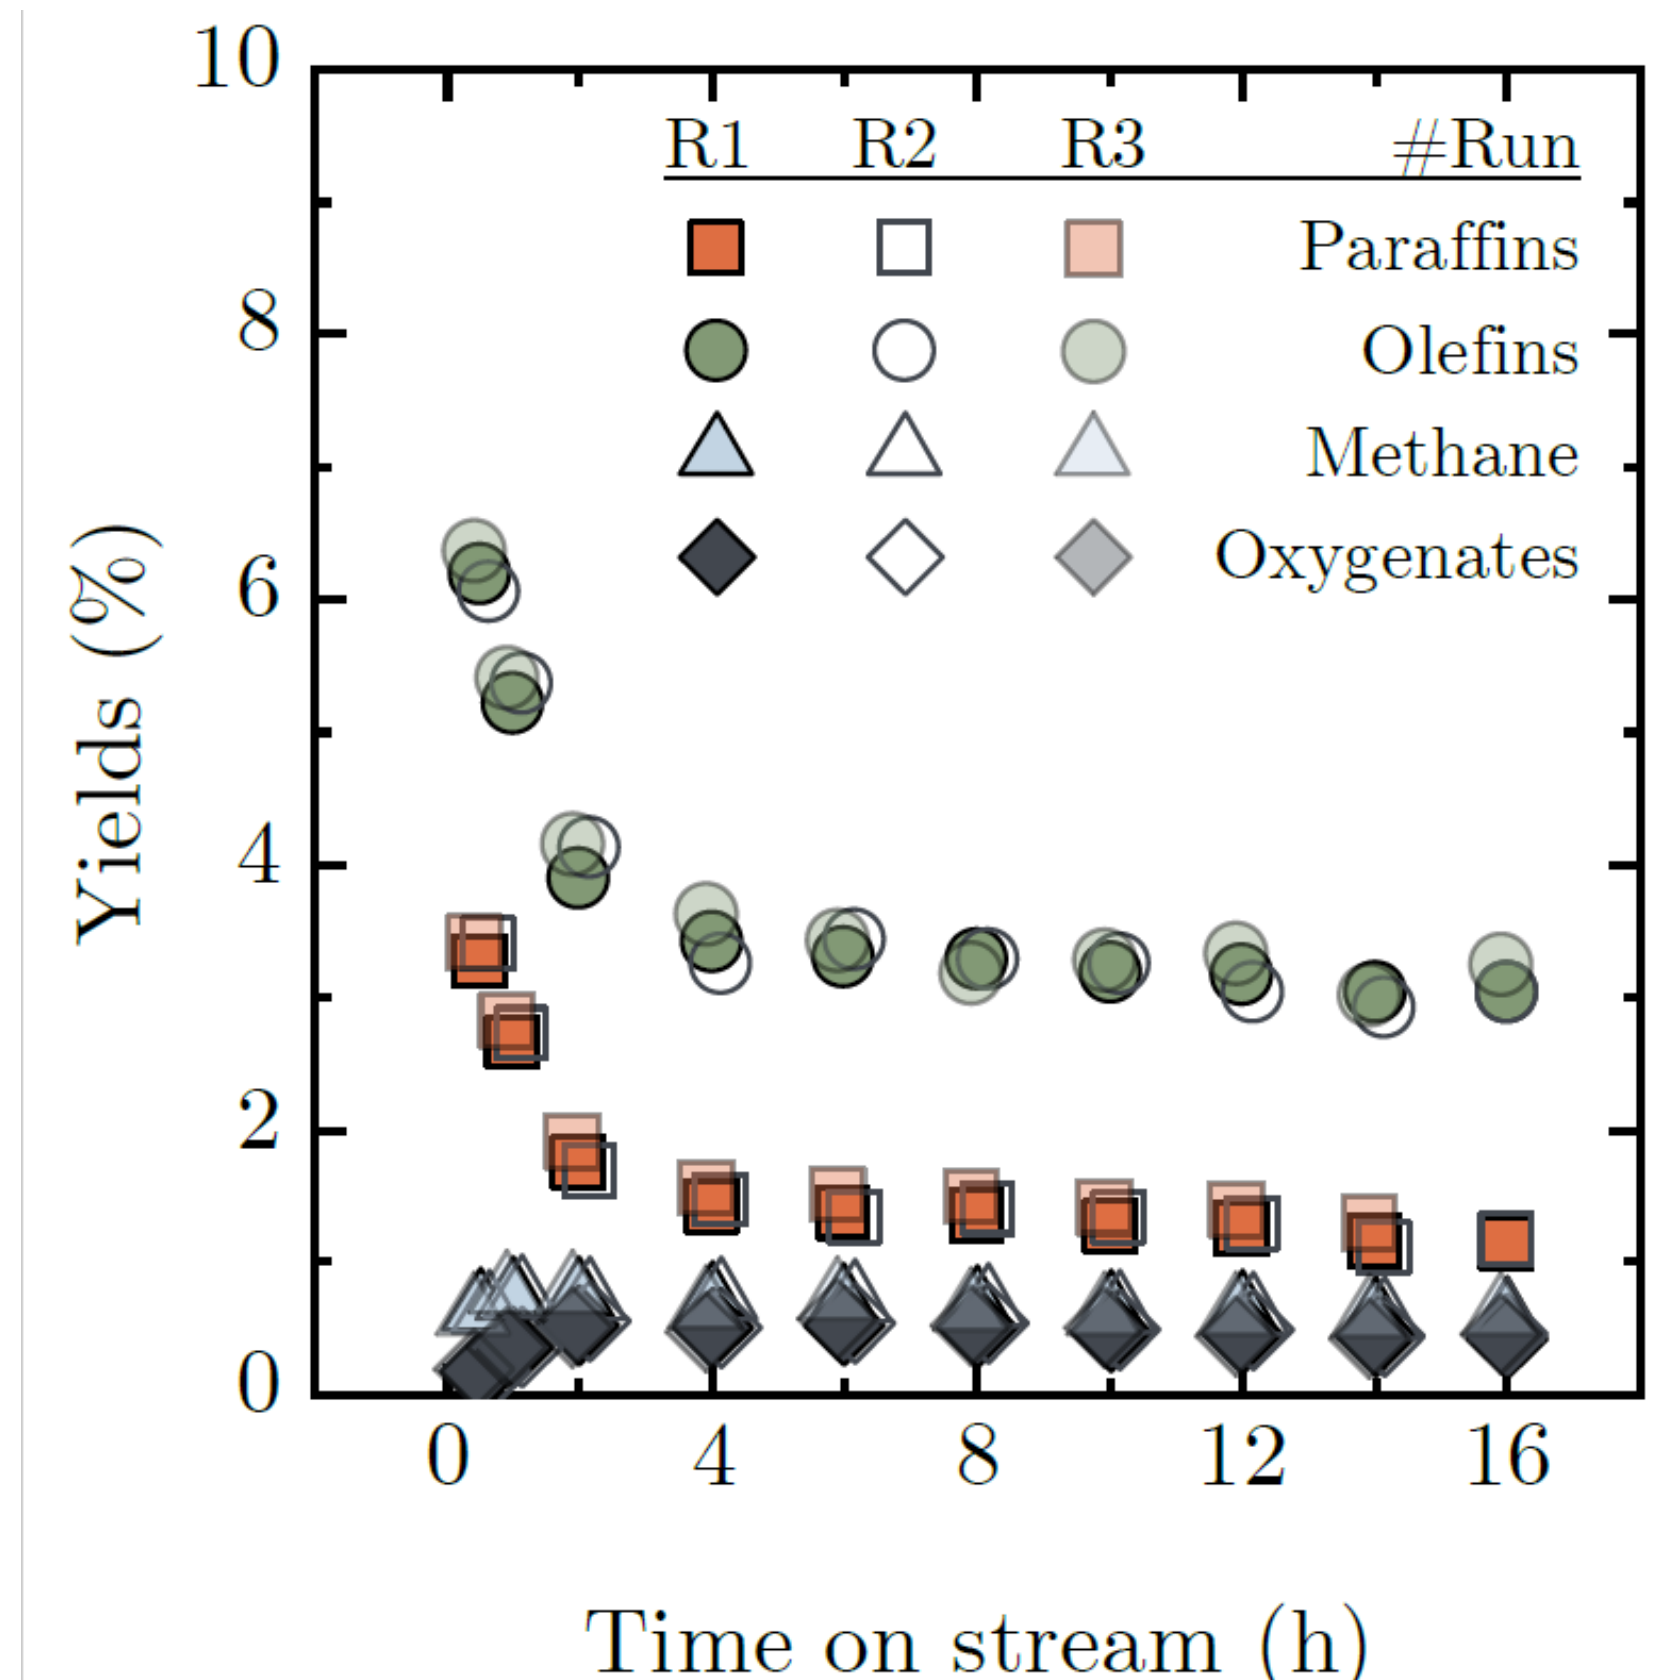 10
R1 R2 R3 #Run
Paraffins
8
Olefins
Methane
Oxygenates
6
Yields (%)
4
2
0
0 4 8 12 16
Time on stream (h)